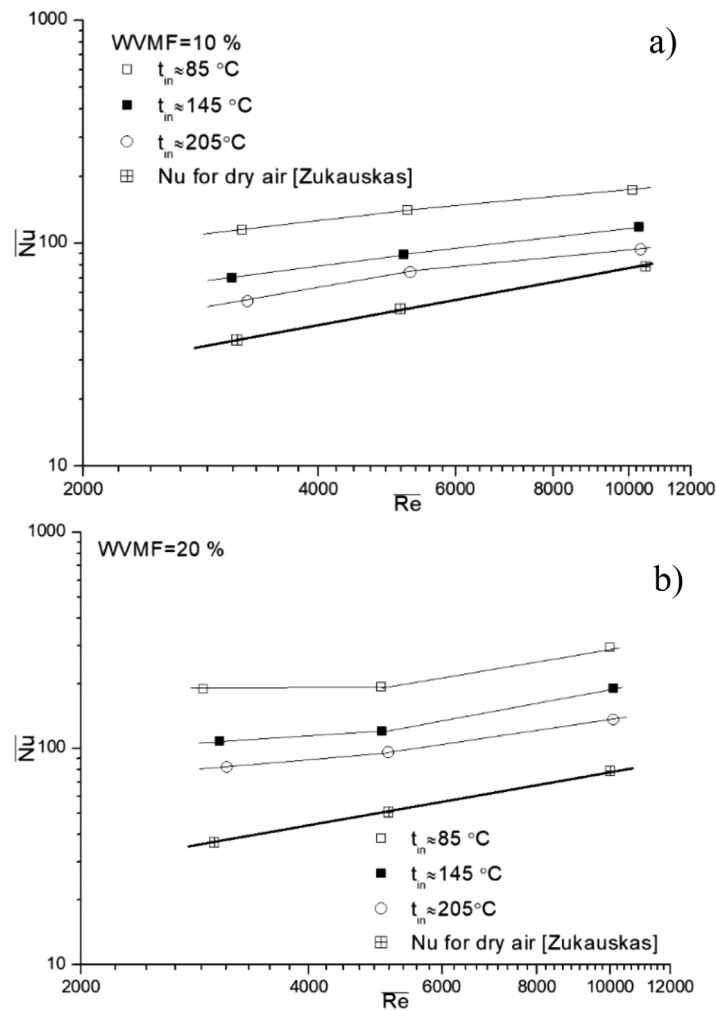 1000
WVMF=10 %
a)
t_in≈85 °C
t_in≈145 °C
t_in≈205°C
Nu for dry air [Zukauskas]
Nu
100
10
2000
4000
6000
8000
10000
12000
Re
1000
WVMF=20 %
b)
Nu
100
t_in≈85 °C
t_in≈145 °C
t_in≈205°C
Nu for dry air [Zukauskas]
10
2000
4000
6000
8000
10000
12000
Re